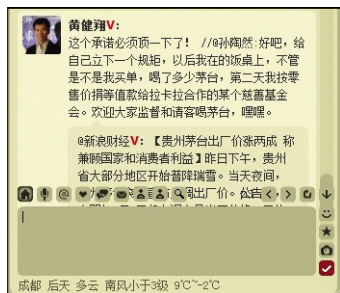 黄健翔V:
这个承诺必须顶一下了! //@孙陶然:好吧，给
自己立下一个规矩，以后我在的饭桌上，不管
是不是我买单，喝了多少茅台，第二天我按零
售价捐等值款给拉卡拉合作的某个慈善基金
会。欢迎大家监督和请客喝茅台，嘿嘿。
@新浪财经V: 【贵州茅台出厂价涨两成 称
兼顾国家和消费者利益】昨日下午，贵州
省大部分地区开始普降瑞雪。当天夜间，
出厂价。
成都 后天 多云 南风小于3级 9℃~-2℃